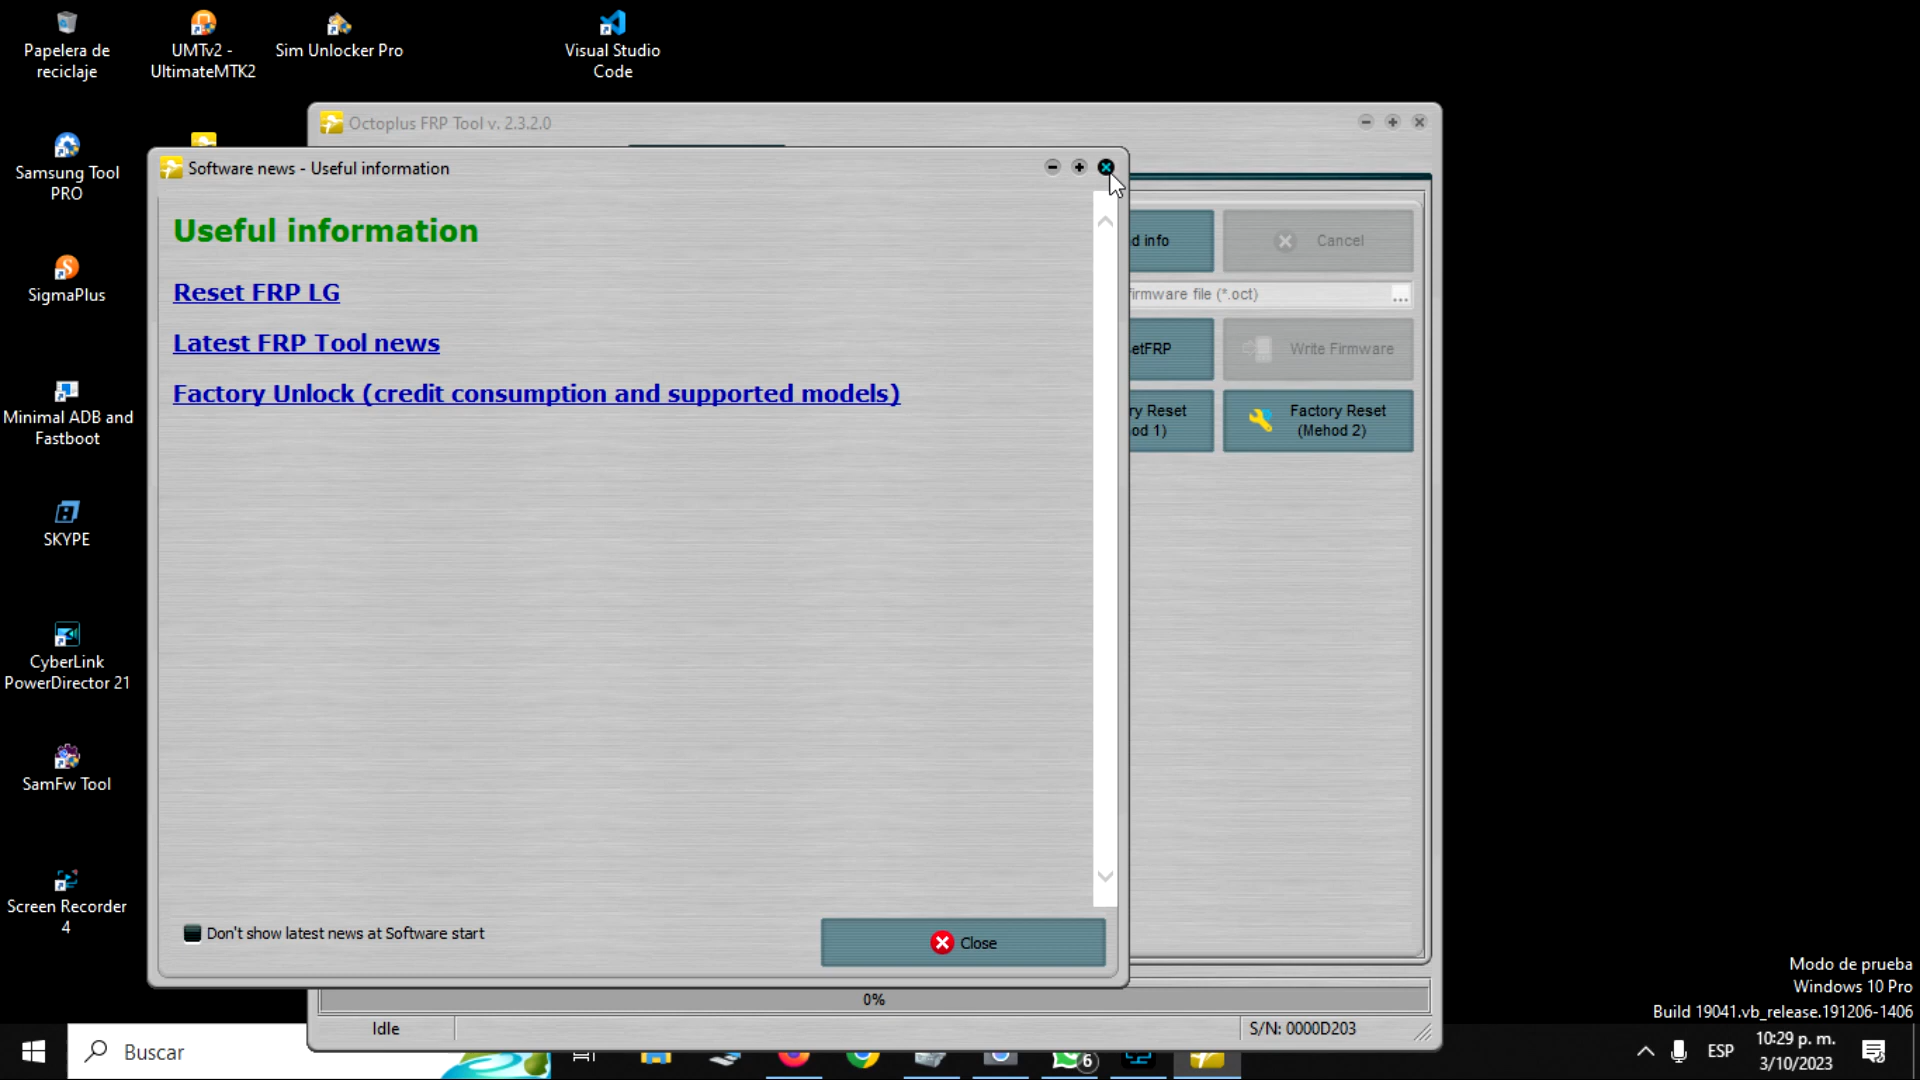 Papelera de
reciclaje
UMTv2 -
UltimateMTK2
Sim Unlocker Pro
Visual Studio
Code
Samsung Tool
PRO
SigmaPlus
Minimal ADB and
Fastboot
SKYPE
CyberLink
PowerDirector 21
SamFw Tool
Screen Recorder
4
Octoplus FRP Tool v. 2.3.2.0
Software news - Useful information
Useful information
Reset FRP LG
Latest FRP Tool news
Factory Unlock (credit consumption and supported models)
Don't show latest news at Software start
Close
d info
Cancel
firmware file (*.oct)
...
etFRP
Write Firmware
ry Reset
od 1)
Factory Reset
(Mehod 2)
0%
Idle
S/N: 0000D203
Modo de prueba
Windows 10 Pro
Build 19041.vb_release.191206-1406
Buscar
6
ESP
10:29 p. m.
3/10/2023